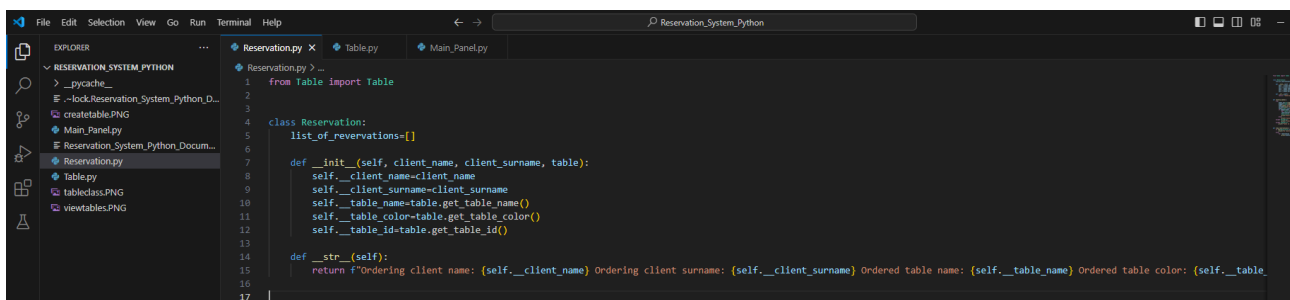 File Edit Selection View Go Run Terminal Help
Reservation_System_Python
EXPLORER
Reservation.py
Table.py
Main_Panel.py
RESERVATION_SYSTEM_PYTHON
__pycache__
.~lock.Reservation_System_Python_D...
createtable.PNG
Main_Panel.py
Reservation_System_Python_Docum...
Reservation.py
Table.py
tableclass.PNG
viewtables.PNG
Reservation.py > ...
1 from Table import Table
2
3
4 class Reservation:
5 list_of_revervations=[]
6
7 def __init__(self, client_name, client_surname, table):
8 self.__client_name=client_name
9 self.__client_surname=client_surname
10 self.__table_name=table.get_table_name()
11 self.__table_color=table.get_table_color()
12 self.__table_id=table.get_table_id()
13
14 def __str__(self):
15 return f"Ordering client name: {self.__client_name} Ordering client surname: {self.__client_surname} Ordered table name: {self.__table_name} Ordered table color: {self.__table_
16
17